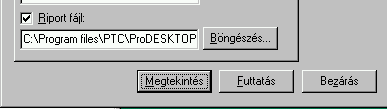 Riport fájl:
C:\Program files\PTC\ProDESKTOP
Böngészés...
Megtekintés Futtatás Bezárás